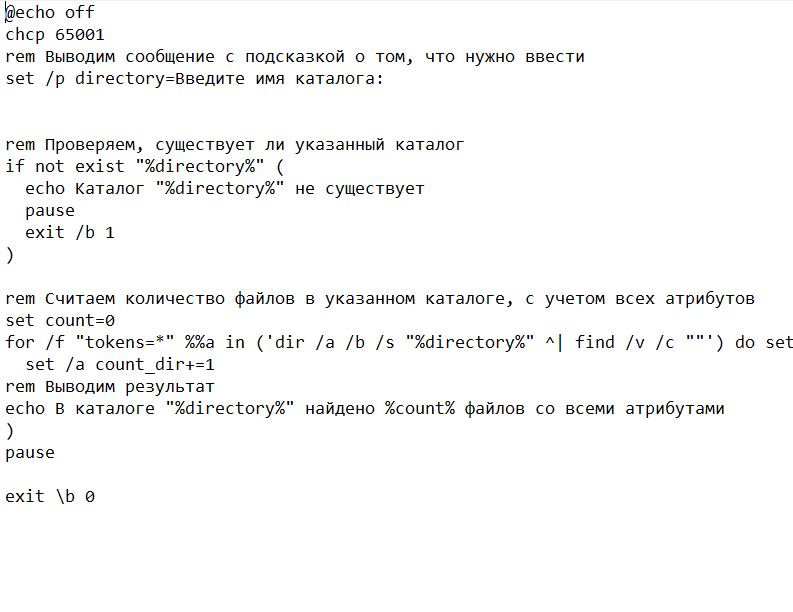 @echo off
chcp 65001
rem Выводим сообщение с подсказкой о том, что нужно ввести
set /p directory=Введите имя каталога:
rem Проверяем, существует ли указанный каталог
if not exist "%directory%" (
echo Каталог "%directory%" не существует
pause
exit /b 1
)
rem Считаем количество файлов в указанном каталоге, с учетом всех атрибутов
set count=0
for /f "tokens=*" %%a in ('dir /a /b /s "%directory%" ^| find /v /c ""') do set
set /a count_dir+=1
rem Выводим результат
echo В каталоге "%directory%" найдено %count% файлов со всеми атрибутами
)
pause
exit \b 0